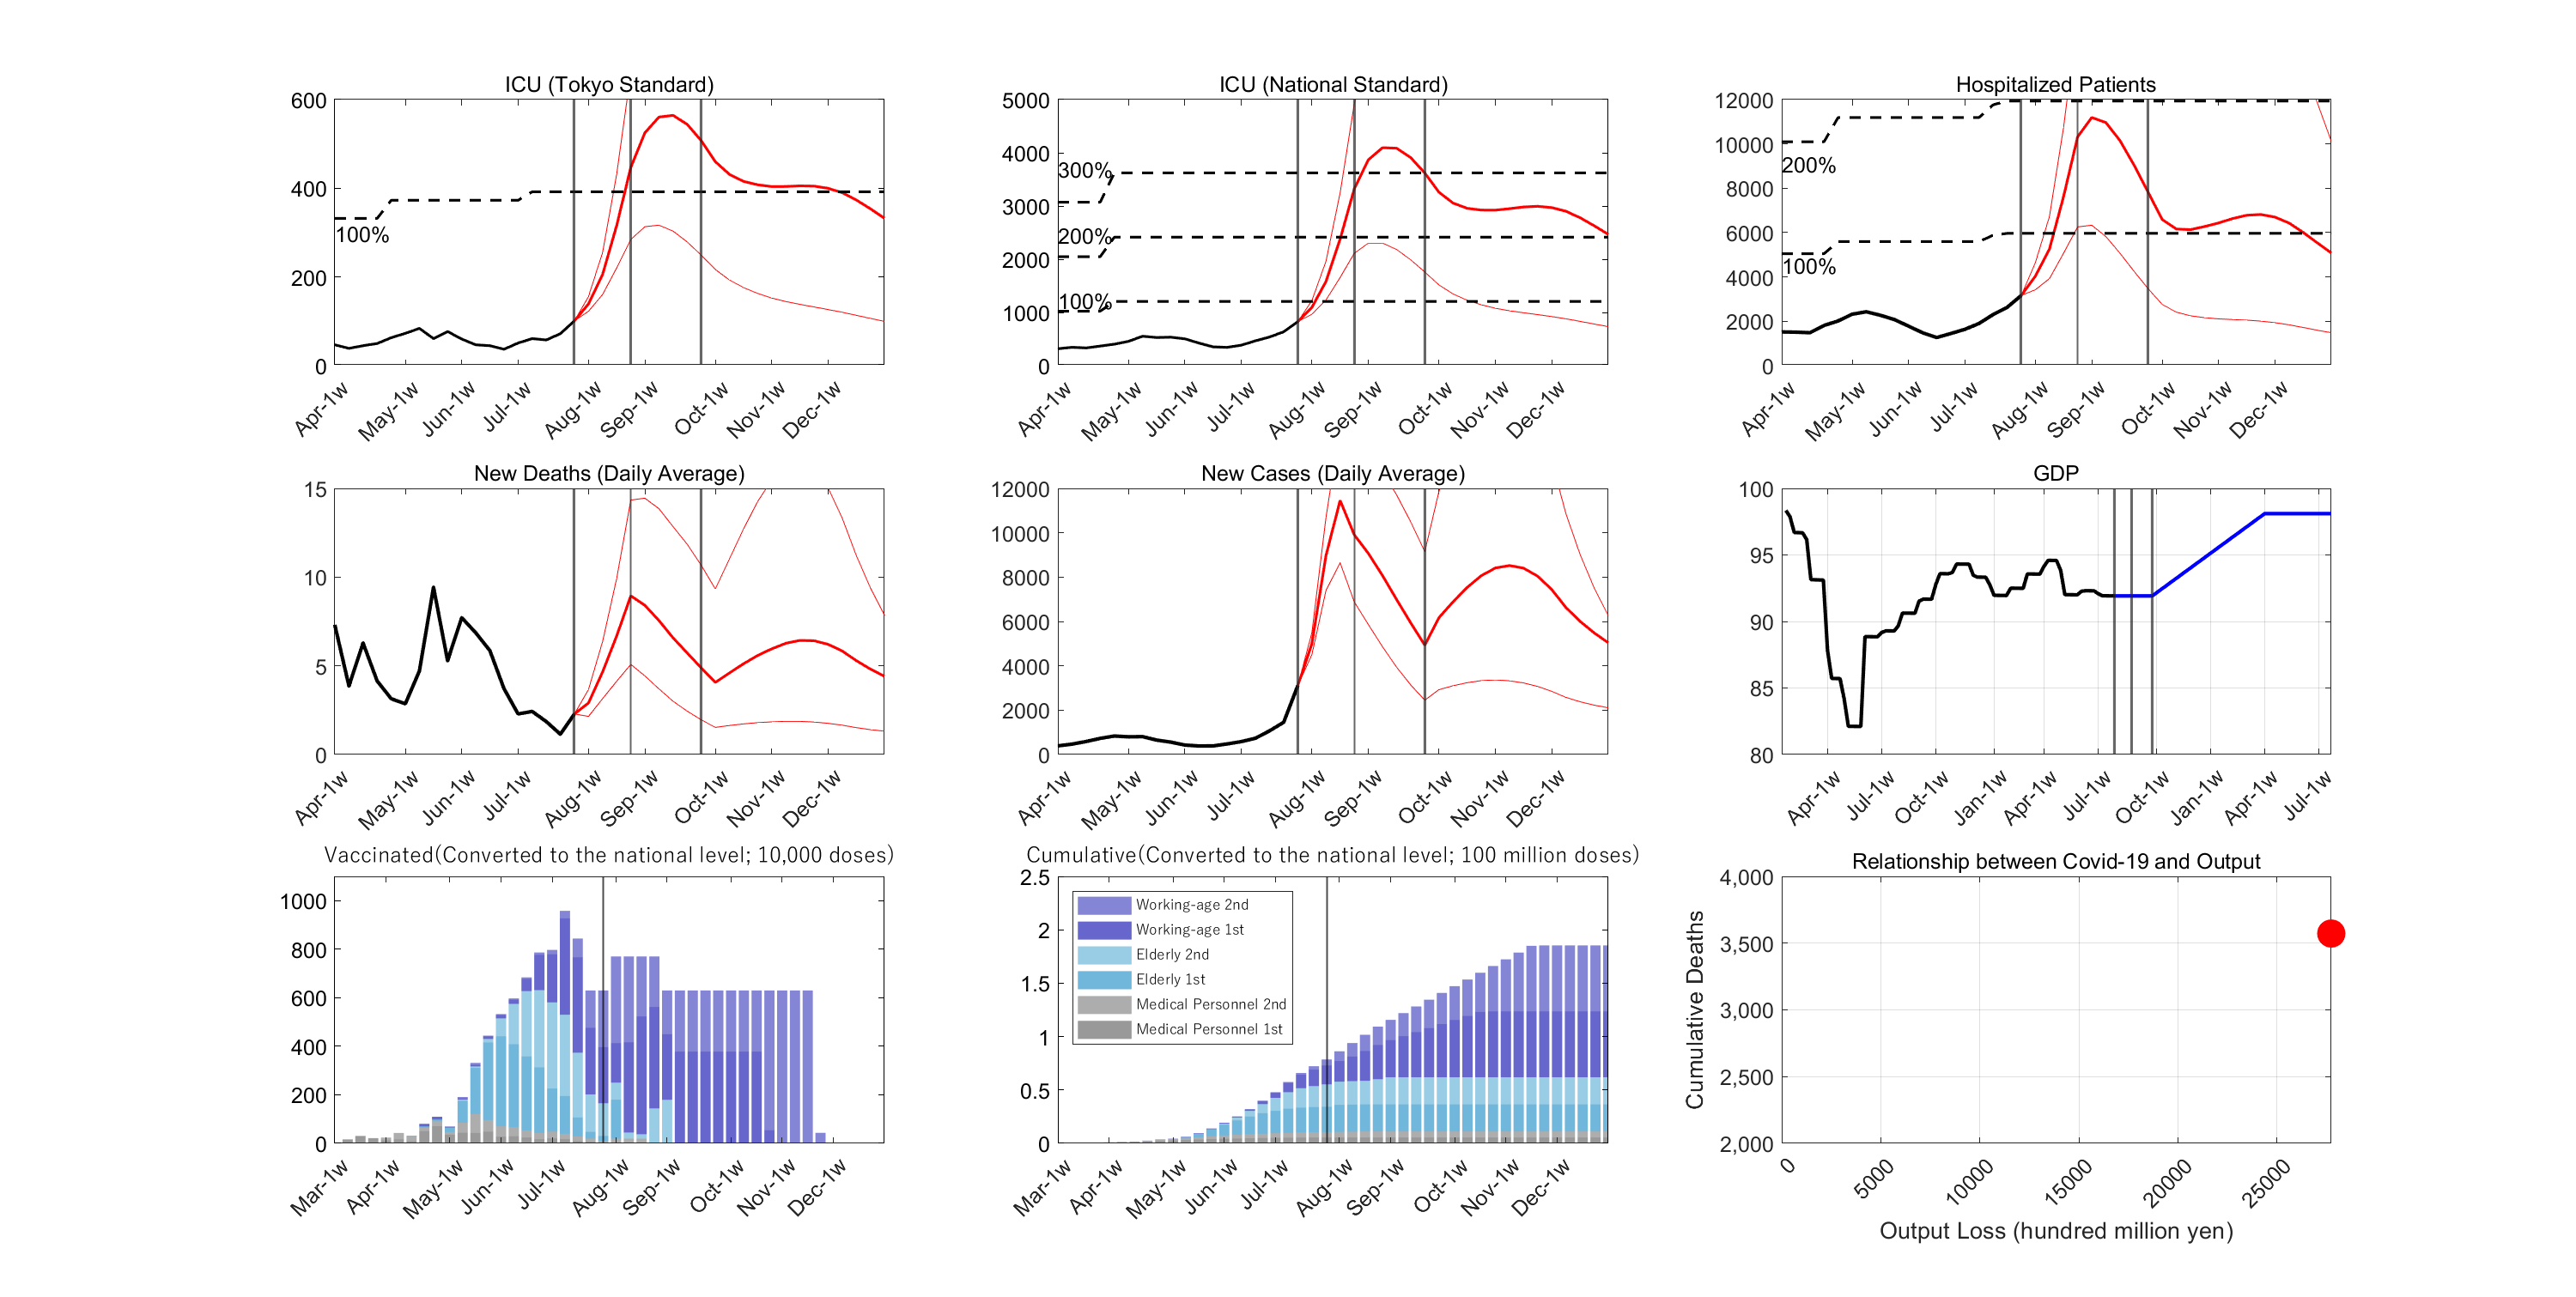 ICU (Tokyo Standard)
600
400
200
0
100%
Apr-1w
May-1w
Jun-1w
Jul-1w
Aug-1w
Sep-1w
Oct-1w
Nov-1w
Dec-1w
ICU (National Standard)
5000
4000
3000
2000
1000
0
300%
200%
100%
Apr-1w
May-1w
Jun-1w
Jul-1w
Aug-1w
Sep-1w
Oct-1w
Nov-1w
Dec-1w
Hospitalized Patients
12000
10000
8000
6000
4000
2000
0
200%
100%
Apr-1w
May-1w
Jun-1w
Jul-1w
Aug-1w
Sep-1w
Oct-1w
Nov-1w
Dec-1w
New Deaths (Daily Average)
15
10
5
0
Apr-1w
May-1w
Jun-1w
Jul-1w
Aug-1w
Sep-1w
Oct-1w
Nov-1w
Dec-1w
New Cases (Daily Average)
12000
10000
8000
6000
4000
2000
0
Apr-1w
May-1w
Jun-1w
Jul-1w
Aug-1w
Sep-1w
Oct-1w
Nov-1w
Dec-1w
GDP
100
95
90
85
80
Apr-1w
Jul-1w
Oct-1w
Jan-1w
Apr-1w
Jul-1w
Oct-1w
Jan-1w
Apr-1w
Jul-1w
Vaccinated(Converted to the national level; 10,000 doses)
1000
800
600
400
200
0
Mar-1w
Apr-1w
May-1w
Jun-1w
Jul-1w
Aug-1w
Sep-1w
Oct-1w
Nov-1w
Dec-1w
Cumulative(Converted to the national level; 100 million doses)
2.5
2
1.5
1
0.5
0
Working-age 2nd
Working-age 1st
Elderly 2nd
Elderly 1st
Medical Personnel 2nd
Medical Personnel 1st
Mar-1w
Apr-1w
May-1w
Jun-1w
Jul-1w
Aug-1w
Sep-1w
Oct-1w
Nov-1w
Dec-1w
Relationship between Covid-19 and Output
Cumulative Deaths
4,000
3,500
3,000
2,500
2,000
0
5000
10000
15000
20000
25000
Output Loss (hundred million yen)